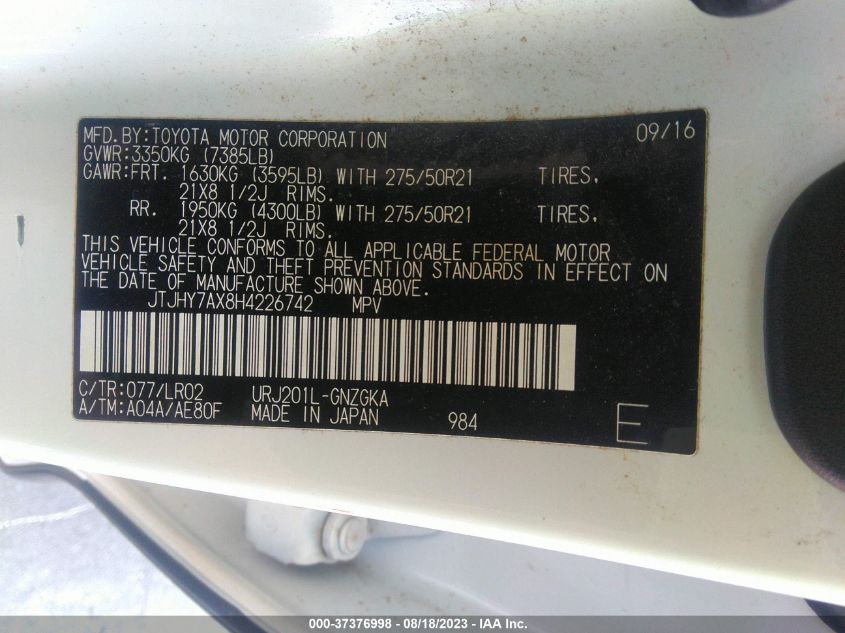 MFD.BY:TOYOTA MOTOR CORPORATION 09/16
GVWR:3350KG (7385LB)
GAWR:FRT. 1630KG (3595LB) WITH 275/50R21 TIRES,
21X8 1/2J RIMS.
RR. 1950KG (4300LB) WITH 275/50R21 TIRES,
21X8 1/2J RIMS.
THIS VEHICLE CONFORMS TO ALL APPLICABLE FEDERAL MOTOR
VEHICLE SAFETY AND THEFT PREVENTION STANDARDS IN EFFECT ON
THE DATE OF MANUFACTURE SHOWN ABOVE.
JTJHY7AX8H4226742 MPV
C/TR:077/LR02 URJ201L-GNZGKA
A/TM:A04A/AE80F MADE IN JAPAN 984 E
000-37376998 - 08/18/2023 - IAA Inc.